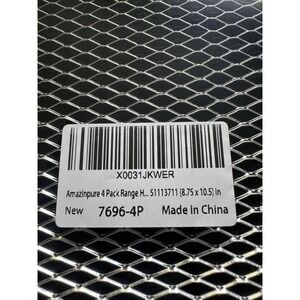 X0031JKWER
Amazinpure 4 Pack Range H... 51113711 (8.75 x 10.5) in
New 7696-4P Made in China